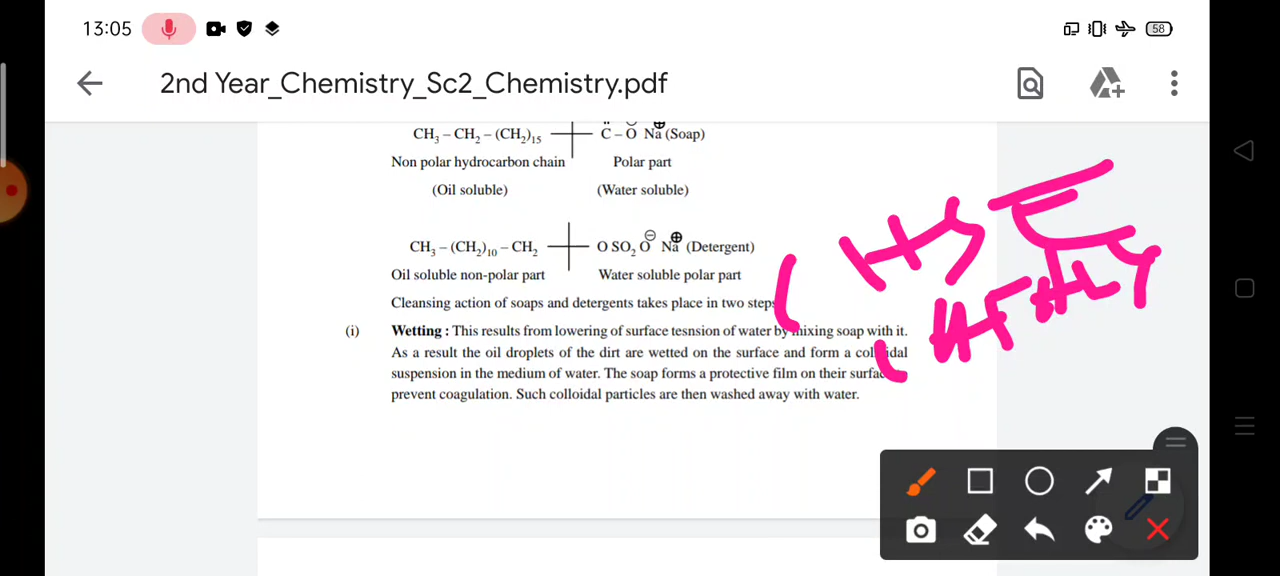 13:05 58
2nd Year_Chemistry_Sc2_Chemistry.pdf
CH₃ – CH₂ – (CH₂)₁₅ C – O Na (Soap)
Non polar hydrocarbon chain Polar part
(Oil soluble) (Water soluble)
CH₃ – (CH₂)₁₀ – CH₂ O SO₂ O⊖ Na⊕ (Detergent)
Oil soluble non-polar part Water soluble polar part
Cleansing action of soaps and detergents takes place in two steps
(i) Wetting : This results from lowering of surface tesnsion of water by mixing soap with it.
As a result the oil droplets of the dirt are wetted on the surface and form a colloidal
suspension in the medium of water. The soap forms a protective film on their surface
prevent coagulation. Such colloidal particles are then washed away with water.